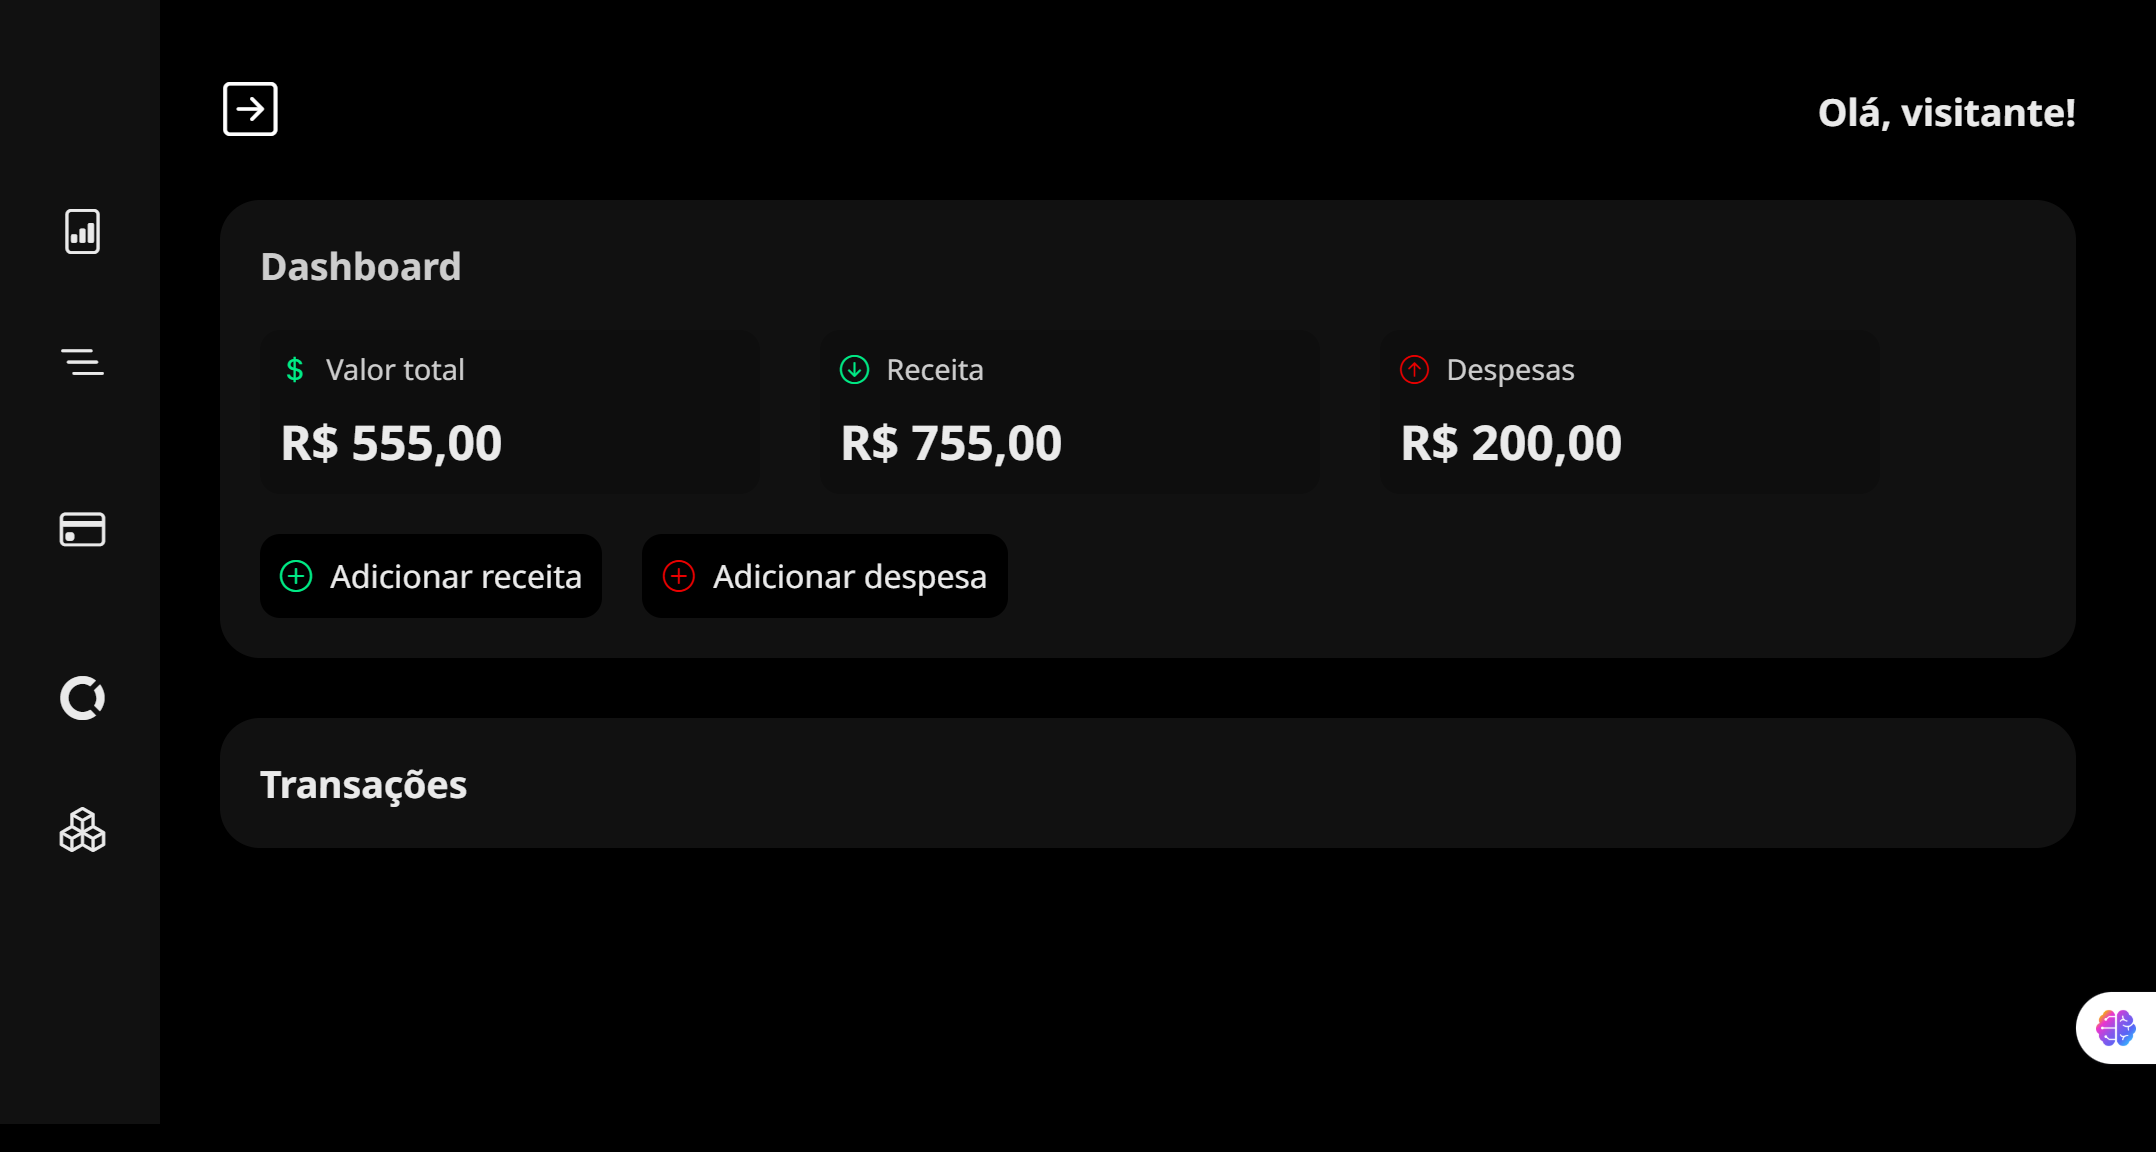 Olá, visitante!
Dashboard
$ Valor total
R$ 555,00
Receita
R$ 755,00
Despesas
R$ 200,00
Adicionar receita
Adicionar despesa
Transações